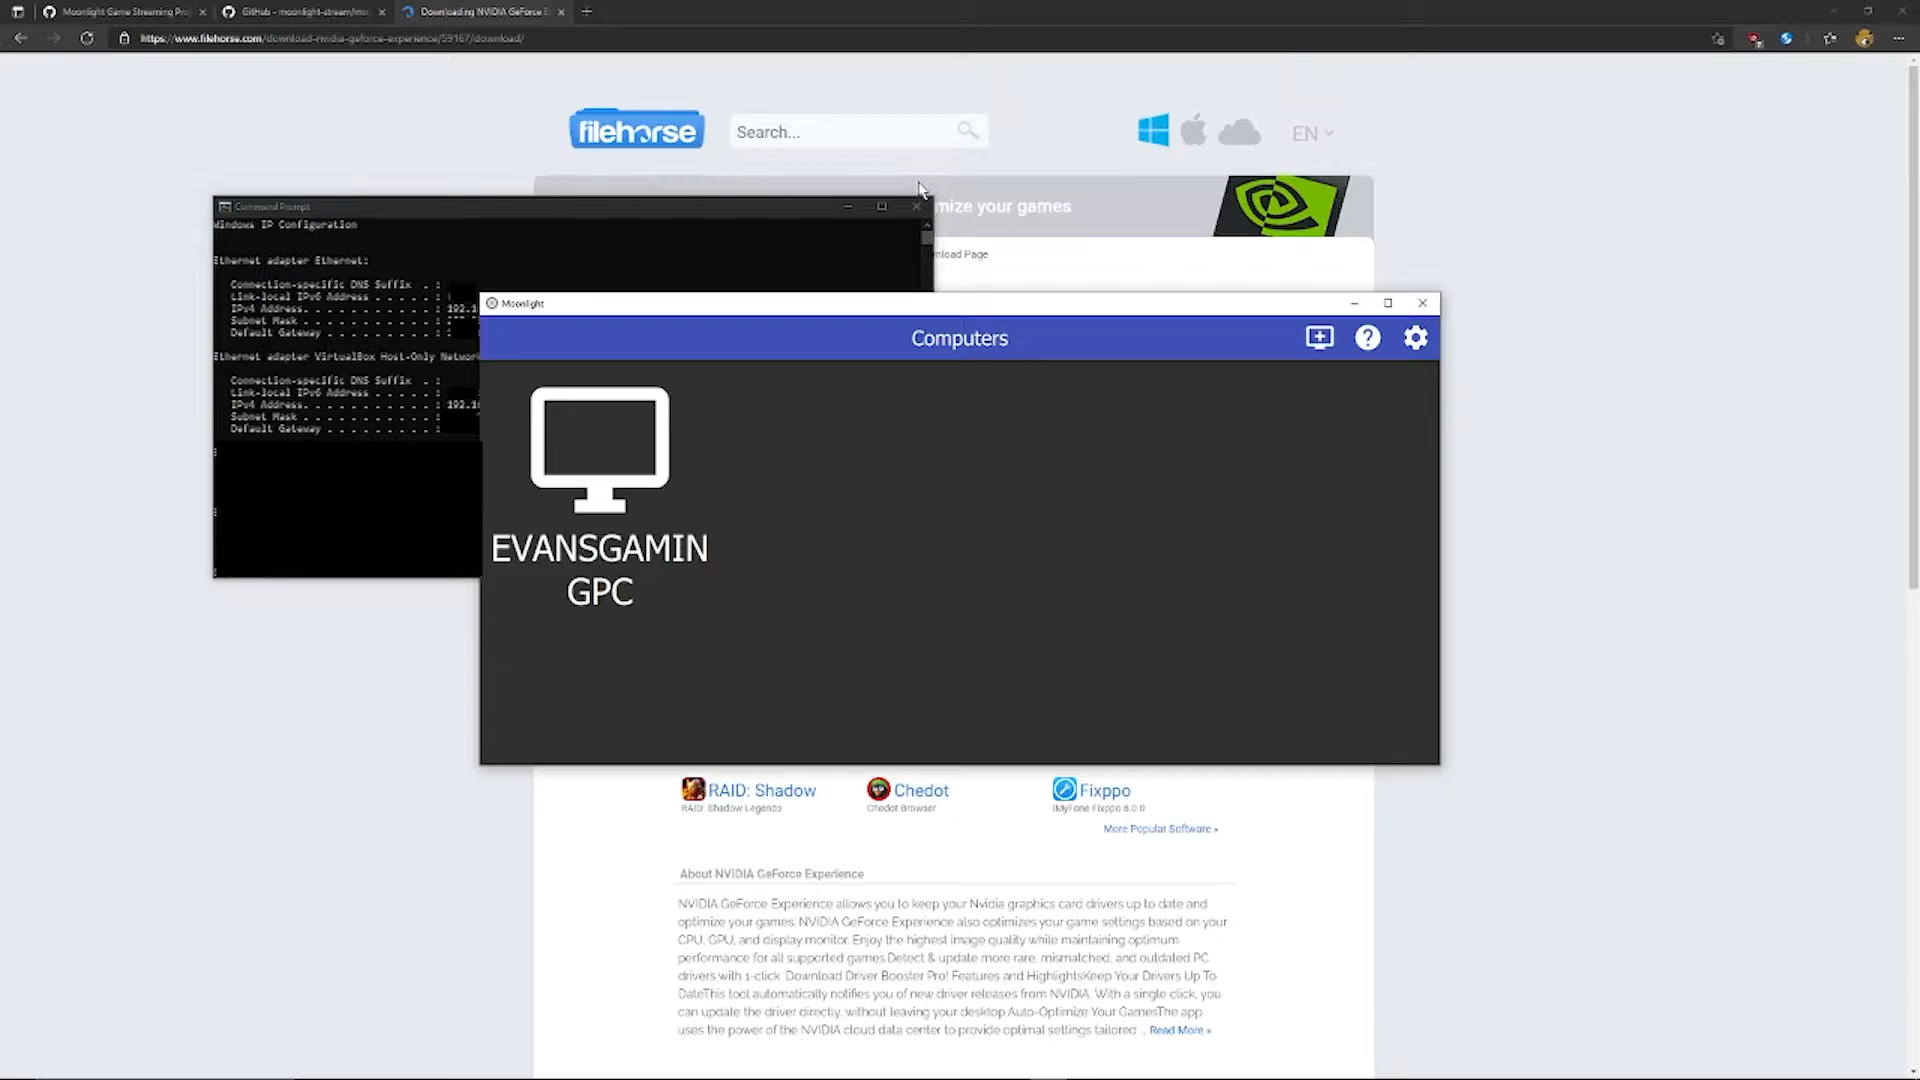 Moonlight Game Streaming Pro
GitHub - moonlight-stream/mo
Downloading NVIDIA GeForce E
https://www.filehorse.com/download-nvidia-geforce-experience/59167/download/
filehorse
Search...
EN
mize your games
Command Prompt
Windows IP Configuration
nload Page
Ethernet adapter Ethernet:
Connection-specific DNS Suffix . :
Link-local IPv6 Address . . . . . :
IPv4 Address. . . . . . . . . . . : 192.1
Subnet Mask . . . . . . . . . . . :
Default Gateway . . . . . . . . . :
Ethernet adapter VirtualBox Host-Only Network
Connection-specific DNS Suffix . :
Link-local IPv6 Address . . . . . :
IPv4 Address. . . . . . . . . . . : 192.16
Subnet Mask . . . . . . . . . . . :
Default Gateway . . . . . . . . . :
Moonlight
Computers
EVANSGAMIN
GPC
RAID: Shadow
RAID: Shadow Legends
Chedot
Chedot Browser
Fixppo
iMyFone Fixppo 8.0.0
More Popular Software »
About NVIDIA GeForce Experience
NVIDIA GeForce Experience allows you to keep your Nvidia graphics card drivers up to date and
optimize your games. NVIDIA GeForce Experience also optimizes your game settings based on your
CPU, GPU, and display monitor. Enjoy the highest image quality while maintaining optimum
performance for all supported games.Detect & update more rare, mismatched, and outdated PC
drivers with 1-click. Download Driver Booster Pro! Features and HighlightsKeep Your Drivers Up To
DateThis tool automatically notifies you of new driver releases from NVIDIA. With a single click, you
can update the driver directly, without leaving your desktop Auto-Optimize Your GamesThe app
uses the power of the NVIDIA cloud data center to provide optimal settings tailored ... Read More »